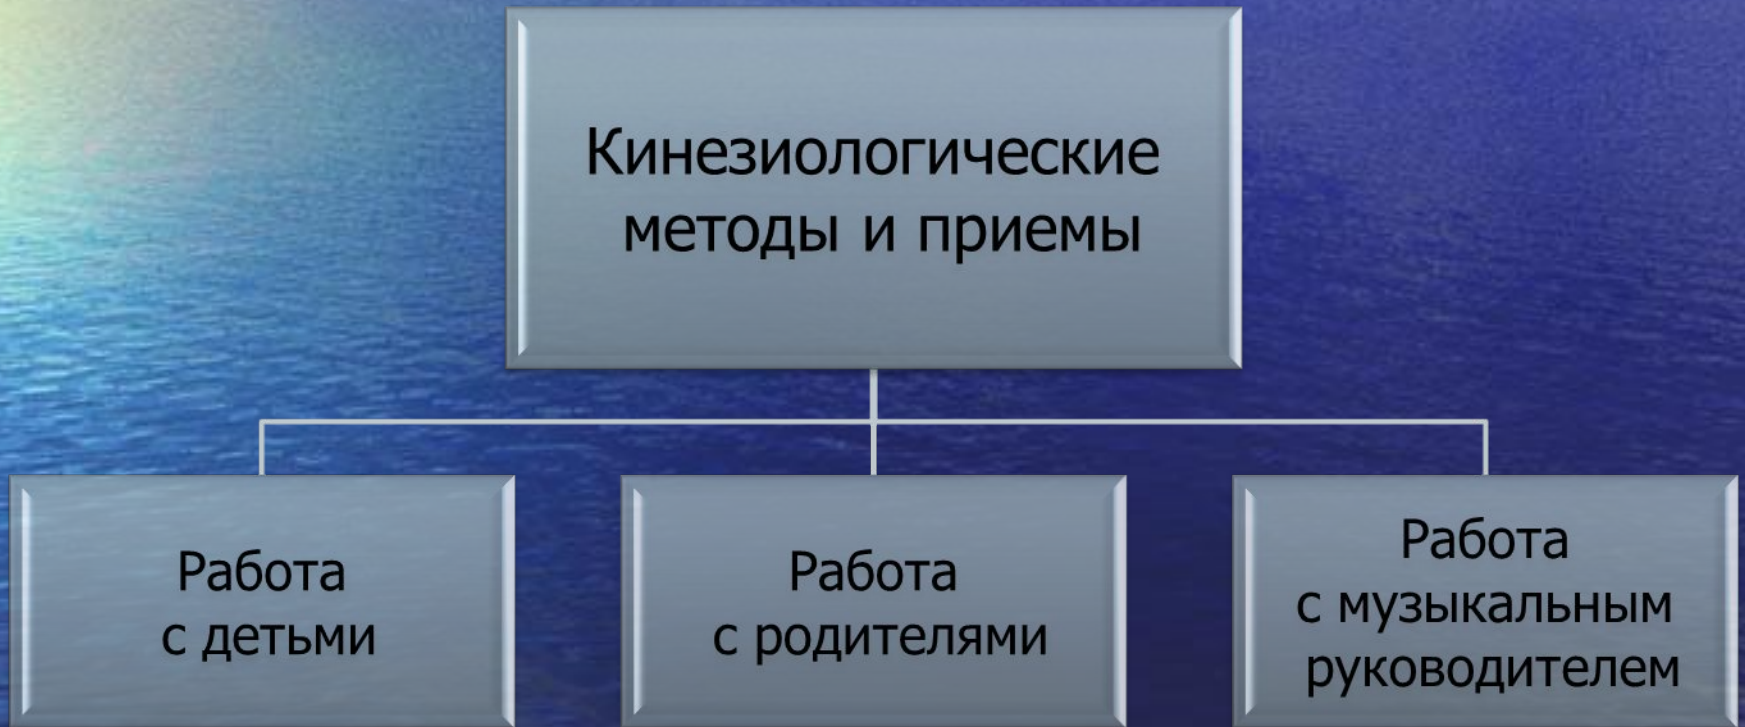 Кинезиологические
методы и приемы
Работа
с детьми
Работа
с родителями
Работа
с музыкальным
руководителем